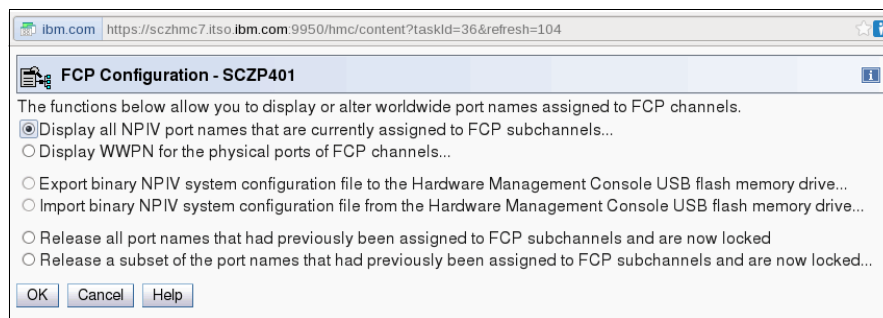 ibm.com https://sczhmc7.itso.ibm.com:9950/hmc/content?taskId=36&refresh=104
FCP Configuration - SCZP401
The functions below allow you to display or alter worldwide port names assigned to FCP channels.
Display all NPIV port names that are currently assigned to FCP subchannels...
Display WWPN for the physical ports of FCP channels...
Export binary NPIV system configuration file to the Hardware Management Console USB flash memory drive...
Import binary NPIV system configuration file from the Hardware Management Console USB flash memory drive...
Release all port names that had previously been assigned to FCP subchannels and are now locked
Release a subset of the port names that had previously been assigned to FCP subchannels and are now locked...
OK Cancel Help